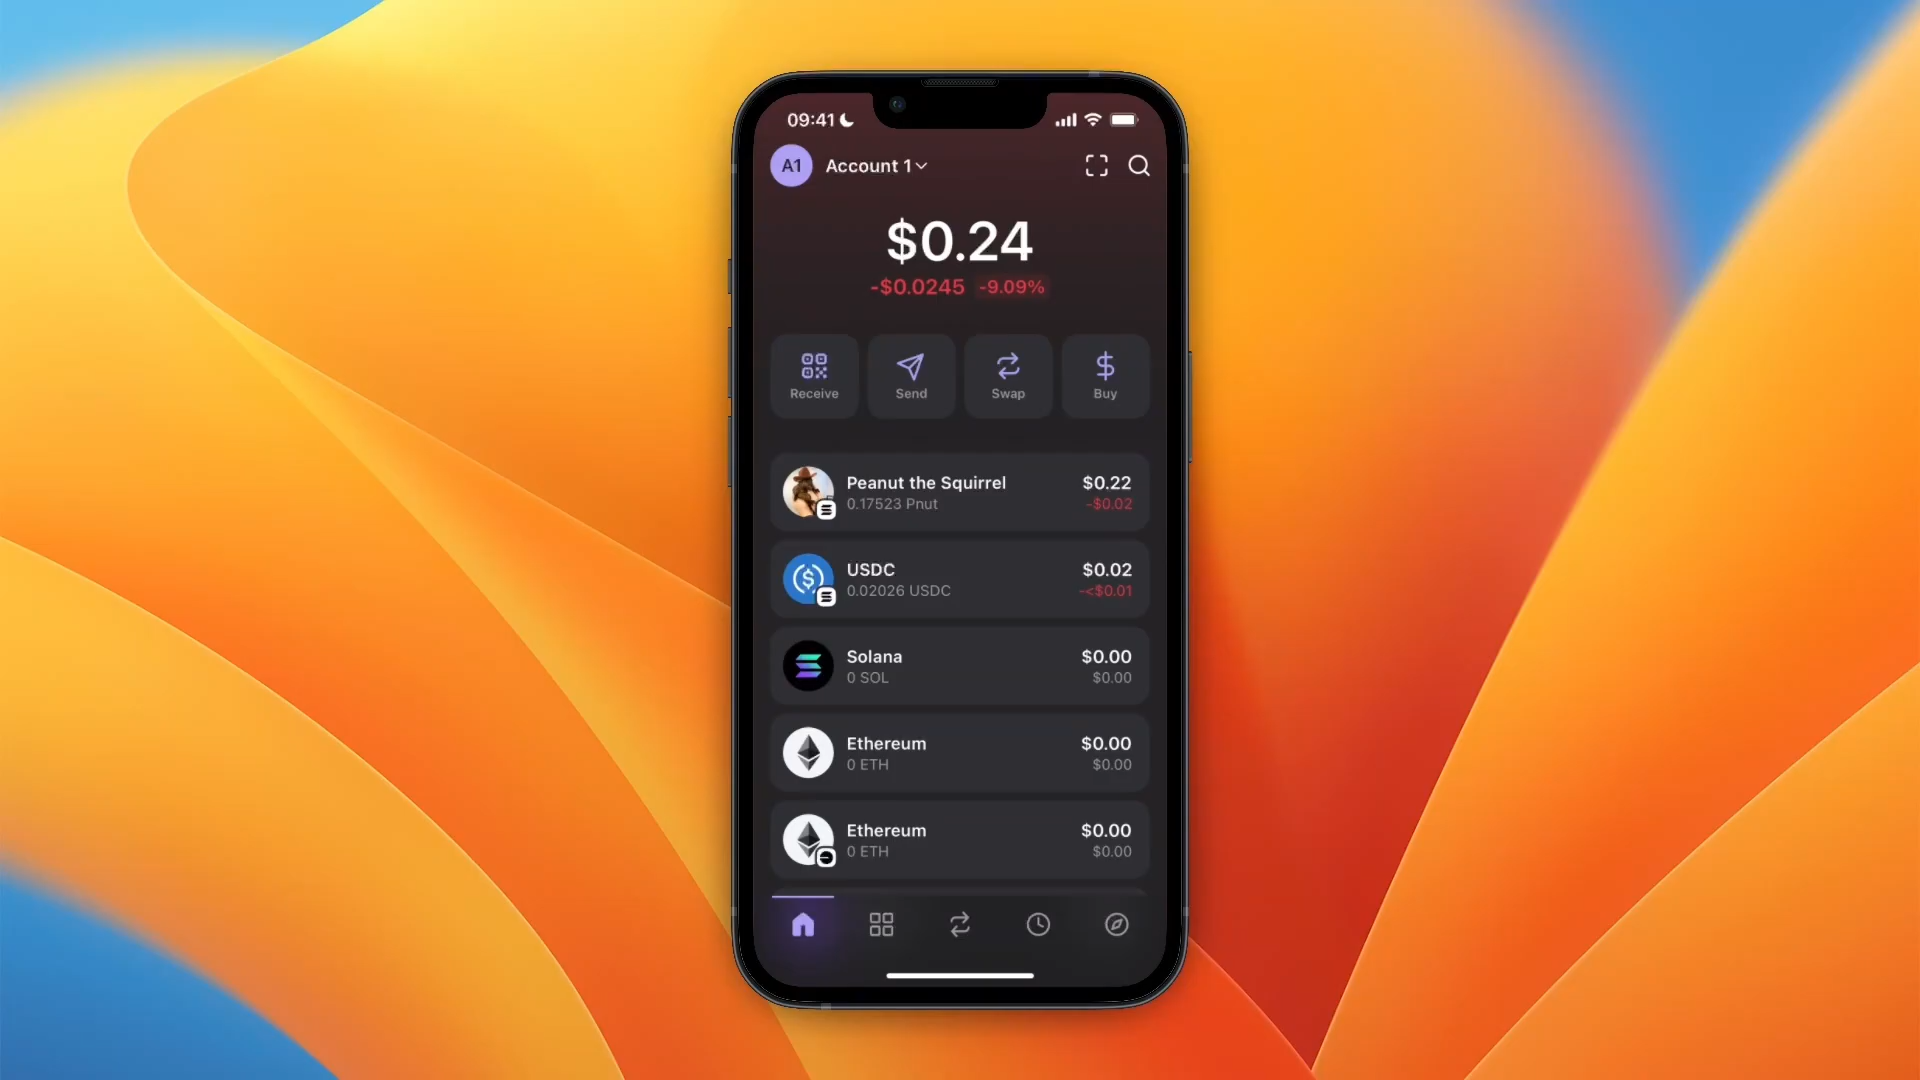 09:41
A1 Account 1
$0.24
-$0.0245 -9.09%
Receive Send Swap Buy
Peanut the Squirrel $0.22
0.17523 Pnut -$0.02
USDC $0.02
0.02026 USDC -<$0.01
Solana $0.00
0 SOL $0.00
Ethereum $0.00
0 ETH $0.00
Ethereum $0.00
0 ETH $0.00